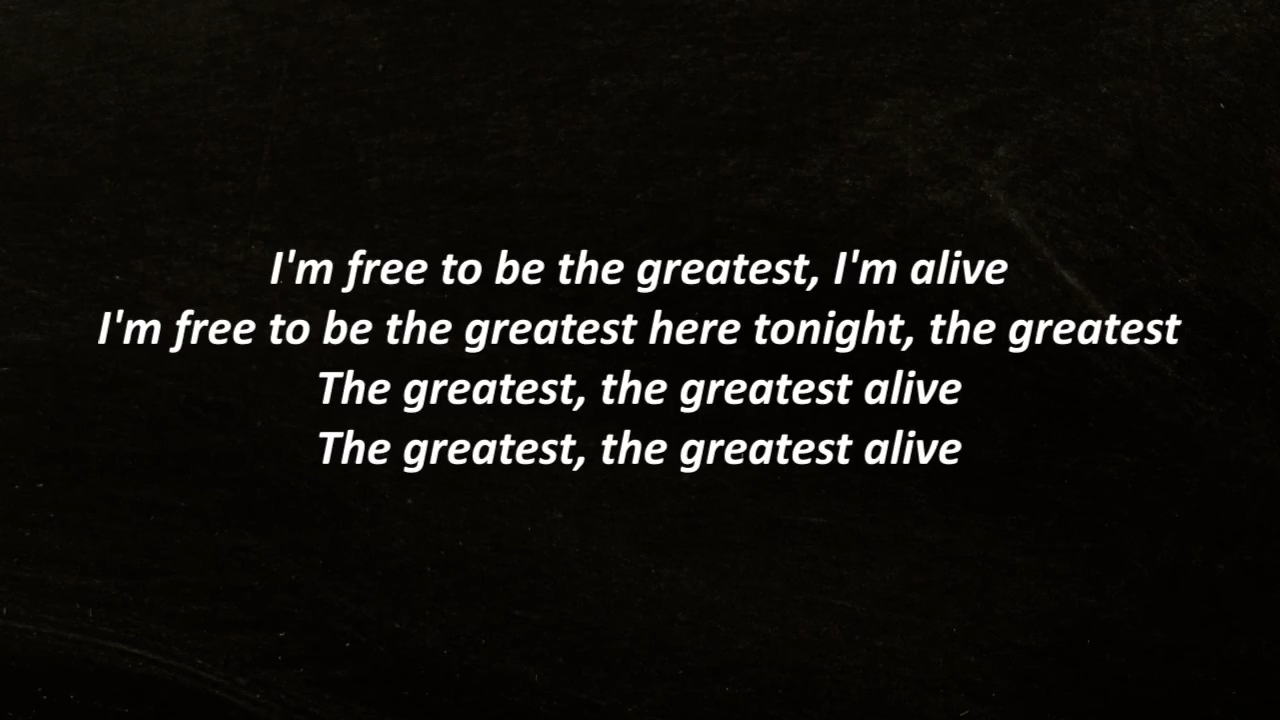 I'm free to be the greatest, I'm alive
I'm free to be the greatest here tonight, the greatest
The greatest, the greatest alive
The greatest, the greatest alive